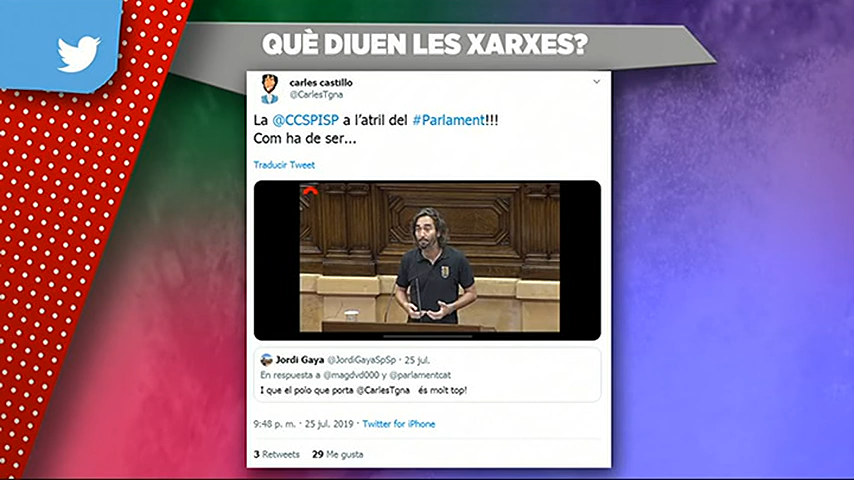 QUÈ DIUEN LES XARXES?
carles castillo
@CarlesTgna
La @CCSPISP a l'atril del #Parlament!!!
Com ha de ser...
Traducir Tweet
Jordi Gaya @JordiGayaSpSp · 25 jul.
En respuesta a @magdvd000 y @parlamentcat
I que el polo que porta @CarlesTgna és molt top!
9:48 p. m. · 25 jul. 2019 · Twitter for iPhone
3 Retweets 29 Me gusta